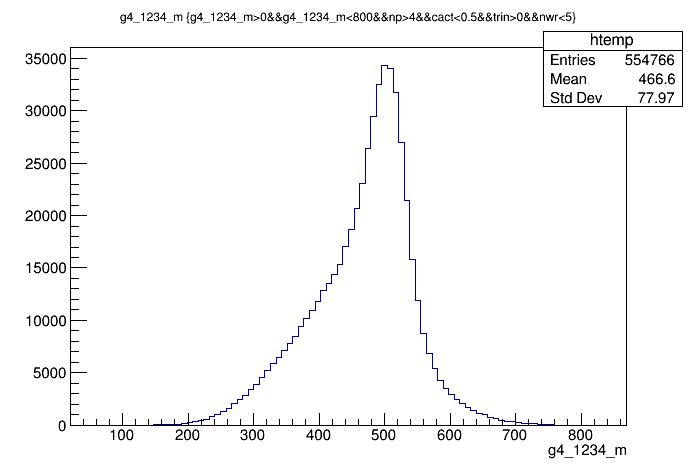 g4_1234_m {g4_1234_m>0&&g4_1234_m<800&&np>4&&cact<0.5&&trin>0&&nwr<5}
htemp
Entries 554766
Mean 466.6
Std Dev 77.97
35000
30000
25000
20000
15000
10000
5000
0
100 200 300 400 500 600 700 800
g4_1234_m